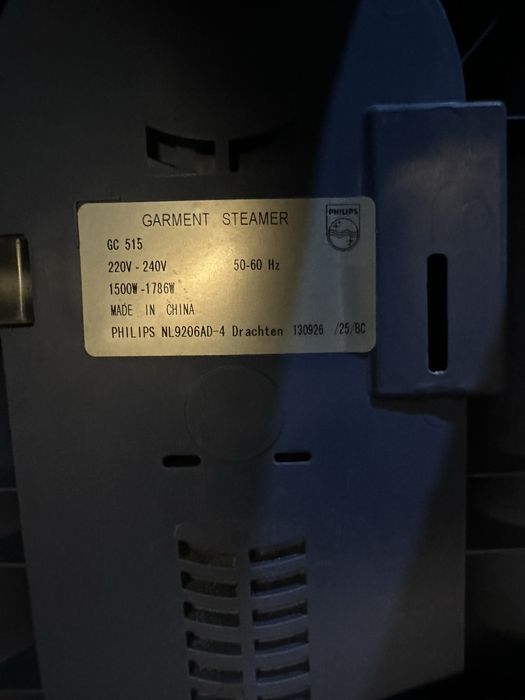 GARMENT STEAMER
PHILIPS
GC 515
220V - 240V 50-60 Hz
1500W -1786W
MADE IN CHINA
PHILIPS NL9206AD-4 Drachten 130926 /25/BC